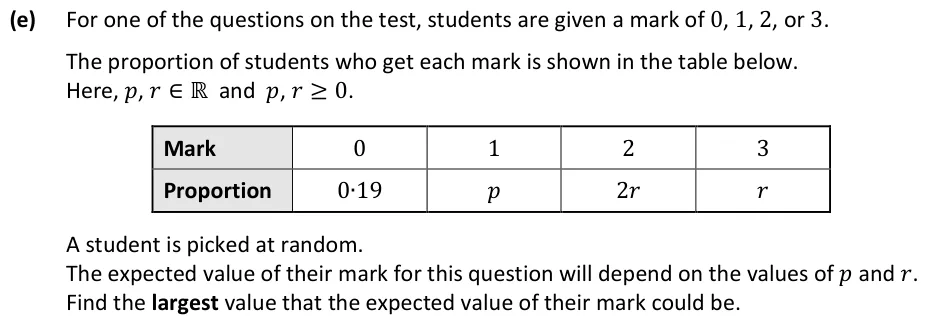 (e) For one of the questions on the test, students are given a mark of 0, 1, 2, or 3.
The proportion of students who get each mark is shown in the table below.
Here, p, r ∈ ℝ and p, r ≥ 0.
Mark 0 1 2 3
Proportion 0·19 p 2r r
A student is picked at random.
The expected value of their mark for this question will depend on the values of p and r.
Find the largest value that the expected value of their mark could be.